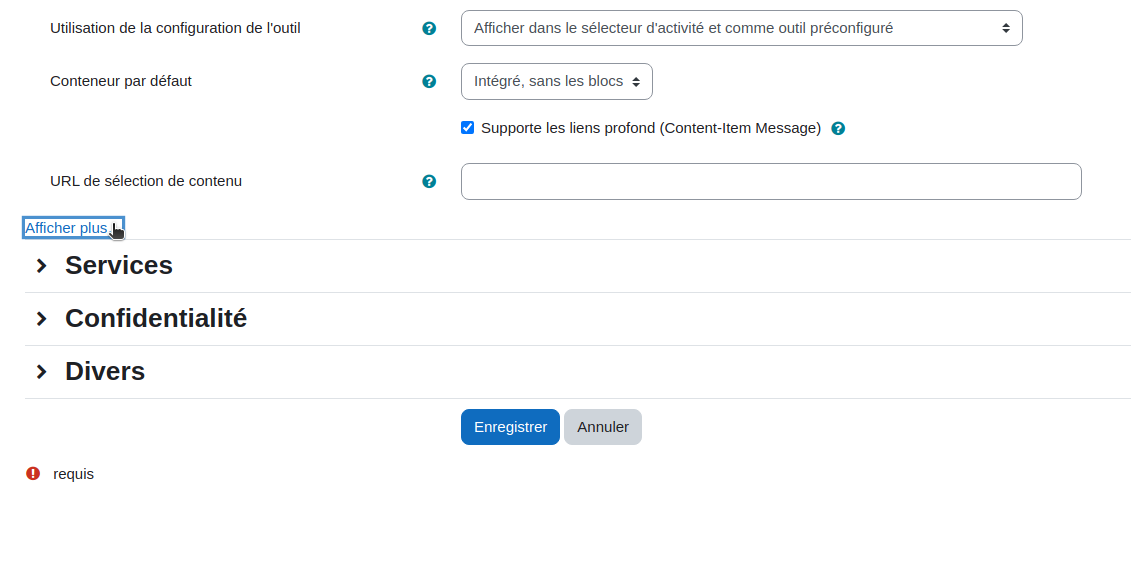 Utilisation de la configuration de l'outil
Afficher dans le sélecteur d'activité et comme outil préconfiguré
Conteneur par défaut
Intégré, sans les blocs
Supporte les liens profond (Content-Item Message)
URL de sélection de contenu
Afficher plus
Services
Confidentialité
Divers
Enregistrer Annuler
requis